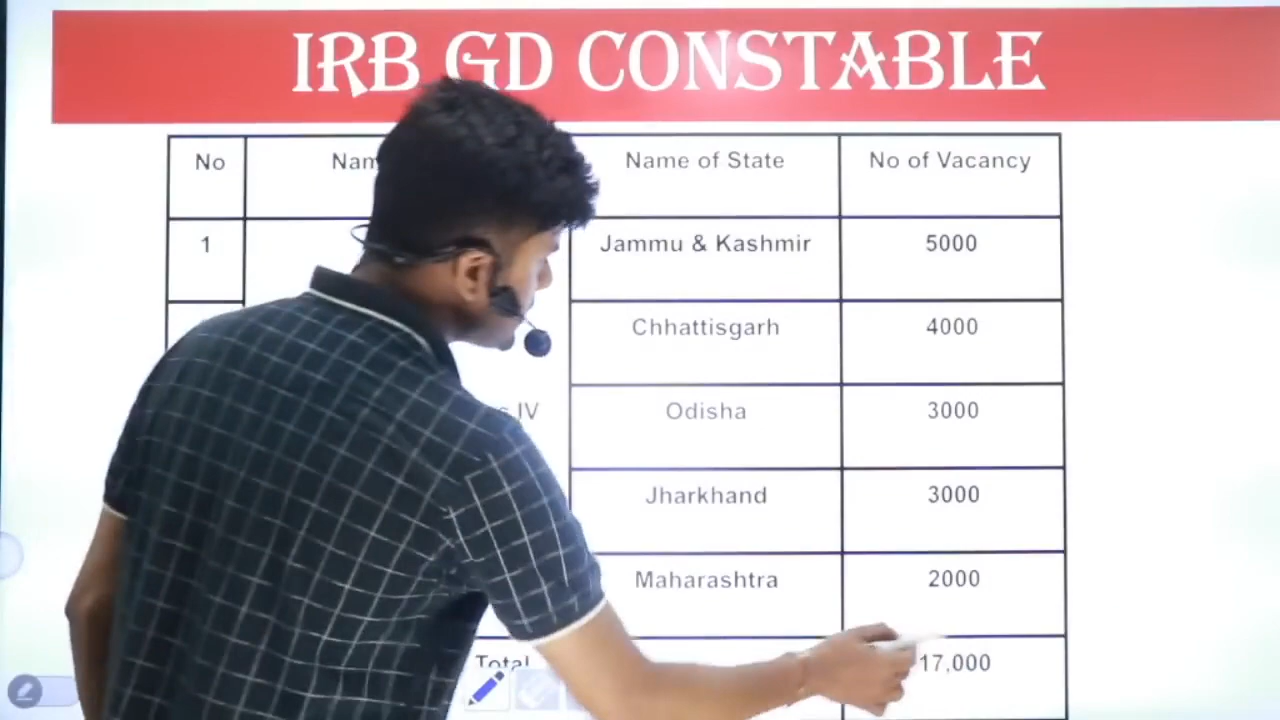 IRB GD CONSTABLE
No Name of State No of Vacancy
1 Jammu & Kashmir 5000
Chhattisgarh 4000
IV Odisha 3000
Jharkhand 3000
Maharashtra 2000
Total 17,000